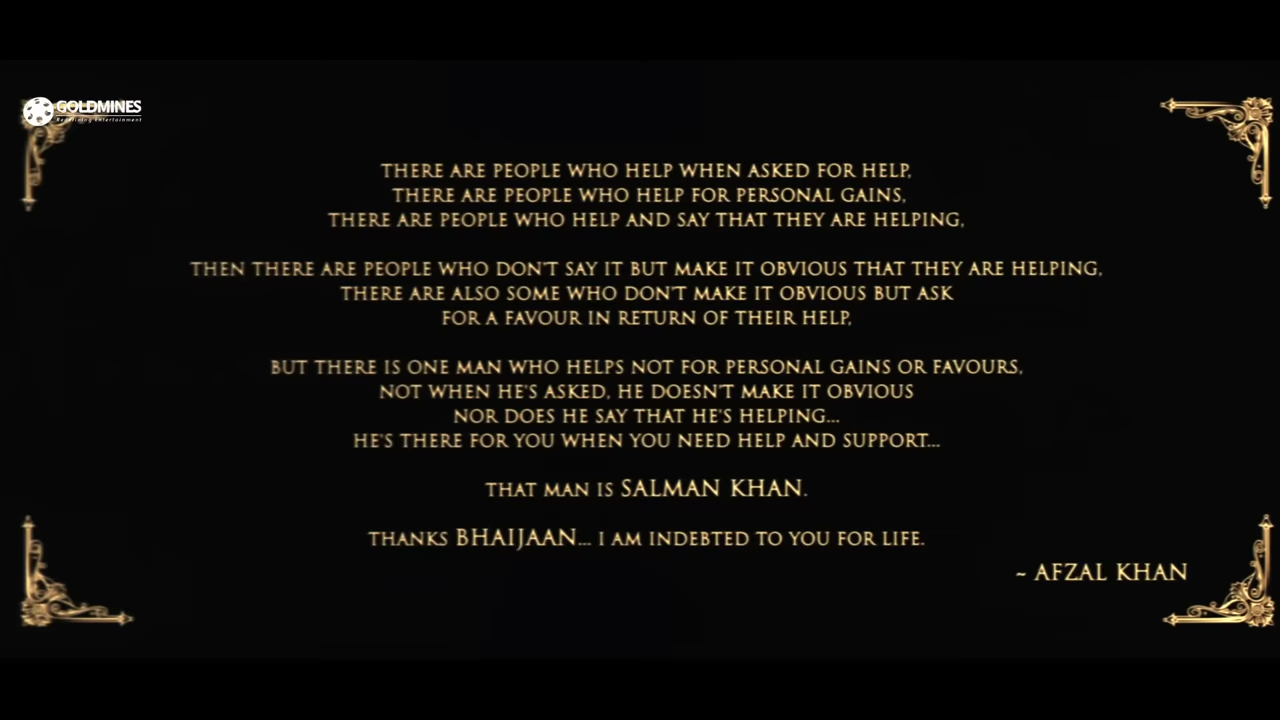 GOLDMINES
Redefining Entertainment
THERE ARE PEOPLE WHO HELP WHEN ASKED FOR HELP,
THERE ARE PEOPLE WHO HELP FOR PERSONAL GAINS,
THERE ARE PEOPLE WHO HELP AND SAY THAT THEY ARE HELPING,
THEN THERE ARE PEOPLE WHO DON'T SAY IT BUT MAKE IT OBVIOUS THAT THEY ARE HELPING,
THERE ARE ALSO SOME WHO DON'T MAKE IT OBVIOUS BUT ASK
FOR A FAVOUR IN RETURN OF THEIR HELP,
BUT THERE IS ONE MAN WHO HELPS NOT FOR PERSONAL GAINS OR FAVOURS,
NOT WHEN HE'S ASKED, HE DOESN'T MAKE IT OBVIOUS
NOR DOES HE SAY THAT HE'S HELPING...
HE'S THERE FOR YOU WHEN YOU NEED HELP AND SUPPORT...
THAT MAN IS SALMAN KHAN.
THANKS BHAIJAAN... I AM INDEBTED TO YOU FOR LIFE.
~ AFZAL KHAN